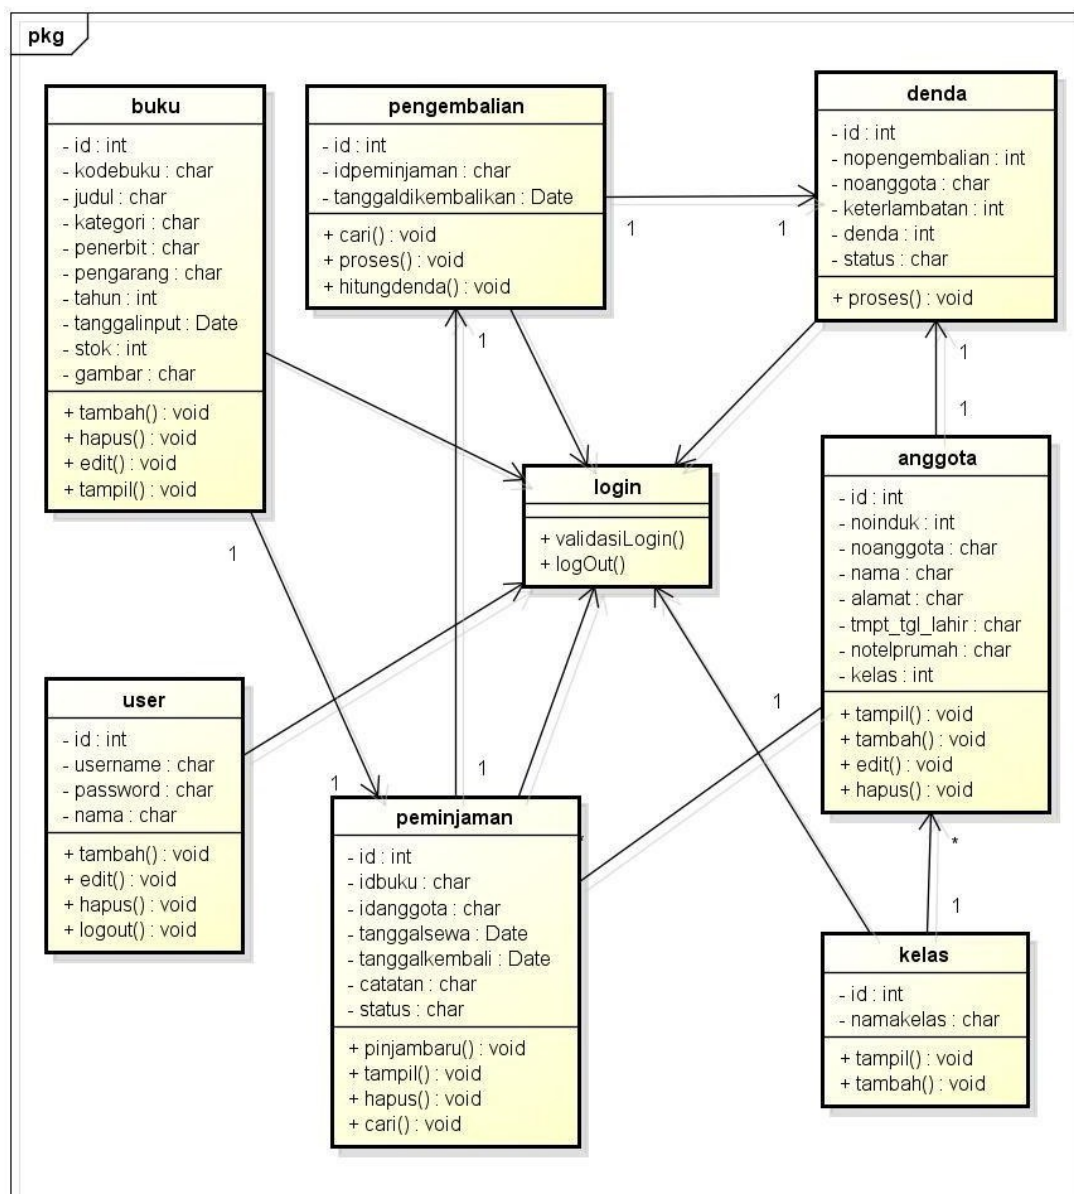 pkg
buku
- id : int
- kodebuku : char
- judul : char
- kategori : char
- penerbit : char
- pengarang : char
- tahun : int
- tanggalinput : Date
- stok : int
- gambar : char
+ tambah() : void
+ hapus() : void
+ edit() : void
+ tampil() : void
pengembalian
- id : int
- idpeminjaman : char
- tanggaldikembalikan : Date
+ cari() : void
+ proses() : void
+ hitungdenda() : void
denda
- id : int
- nopengembalian : int
- noanggota : char
- keterlambatan : int
- denda : int
- status : char
+ proses() : void
1
1
1
1
1
login
+ validasiLogin()
+ logOut()
anggota
- id : int
- noinduk : int
- noanggota : char
- nama : char
- alamat : char
- tmpt_tgl_lahir : char
- notelprumah : char
- kelas : int
+ tampil() : void
+ tambah() : void
+ edit() : void
+ hapus() : void
1
1
user
- id : int
- username : char
- password : char
- nama : char
+ tambah() : void
+ edit() : void
+ hapus() : void
+ logout() : void
1
1
*
peminjaman
- id : int
- idbuku : char
- idanggota : char
- tanggalsewa : Date
- tanggalkembali : Date
- catatan : char
- status : char
+ pinjambaru() : void
+ tampil() : void
+ hapus() : void
+ cari() : void
*
1
kelas
- id : int
- namakelas : char
+ tampil() : void
+ tambah() : void